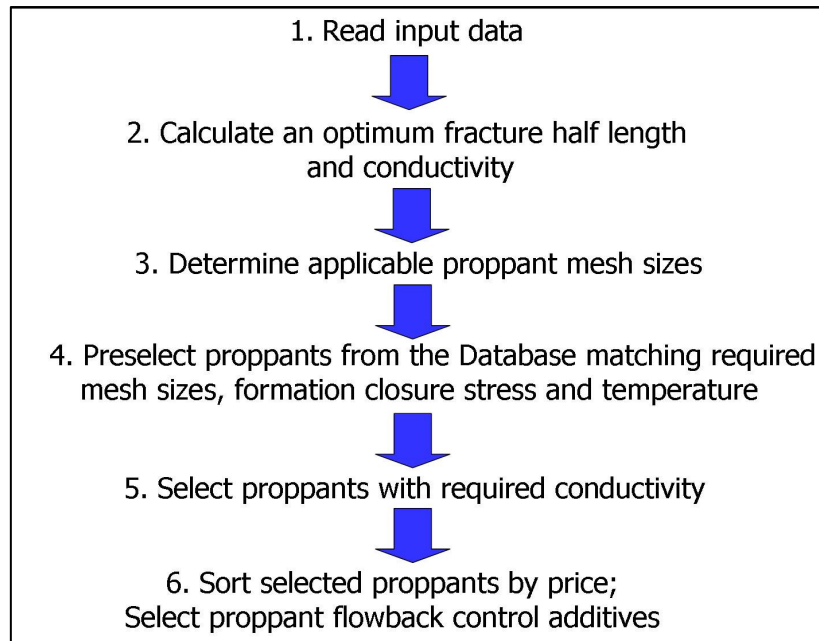 1. Read input data
2. Calculate an optimum fracture half length
and conductivity
3. Determine applicable proppant mesh sizes
4. Preselect proppants from the Database matching required
mesh sizes, formation closure stress and temperature
5. Select proppants with required conductivity
6. Sort selected proppants by price;
Select proppant flowback control additives